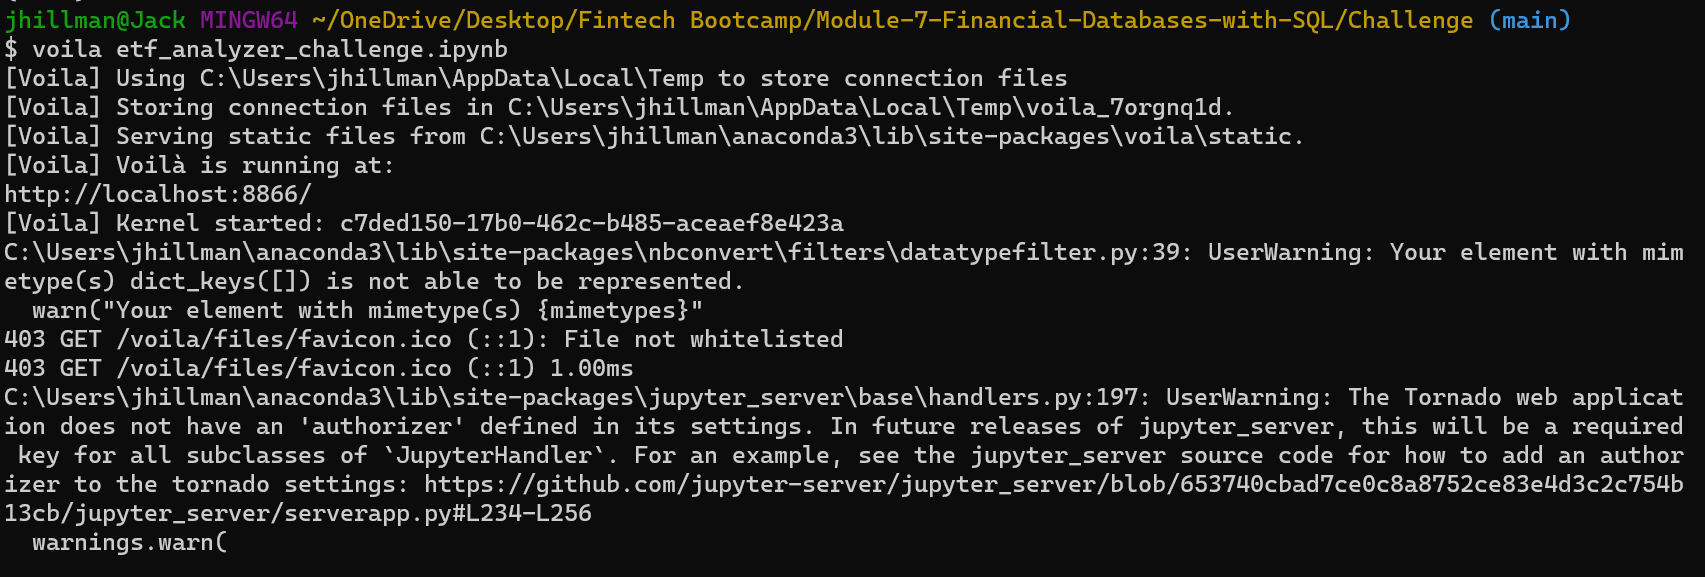 jhillman@Jack MINGW64 ~/OneDrive/Desktop/Fintech Bootcamp/Module-7-Financial-Databases-with-SQL/Challenge (main)
$ voila etf_analyzer_challenge.ipynb
[Voila] Using C:\Users\jhillman\AppData\Local\Temp to store connection files
[Voila] Storing connection files in C:\Users\jhillman\AppData\Local\Temp\voila_7orgnq1d.
[Voila] Serving static files from C:\Users\jhillman\anaconda3\lib\site-packages\voila\static.
[Voila] Voilà is running at:
http://localhost:8866/
[Voila] Kernel started: c7ded150-17b0-462c-b485-aceaef8e423a
C:\Users\jhillman\anaconda3\lib\site-packages\nbconvert\filters\datatypefilter.py:39: UserWarning: Your element with mim
etype(s) dict_keys([]) is not able to be represented.
  warn("Your element with mimetype(s) {mimetypes}"
403 GET /voila/files/favicon.ico (::1): File not whitelisted
403 GET /voila/files/favicon.ico (::1) 1.00ms
C:\Users\jhillman\anaconda3\lib\site-packages\jupyter_server\base\handlers.py:197: UserWarning: The Tornado web applicat
ion does not have an 'authorizer' defined in its settings. In future releases of jupyter_server, this will be a required
 key for all subclasses of `JupyterHandler`. For an example, see the jupyter_server source code for how to add an author
izer to the tornado settings: https://github.com/jupyter-server/jupyter_server/blob/653740cbad7ce0c8a8752ce83e4d3c2c754b
13cb/jupyter_server/serverapp.py#L234-L256
  warnings.warn(